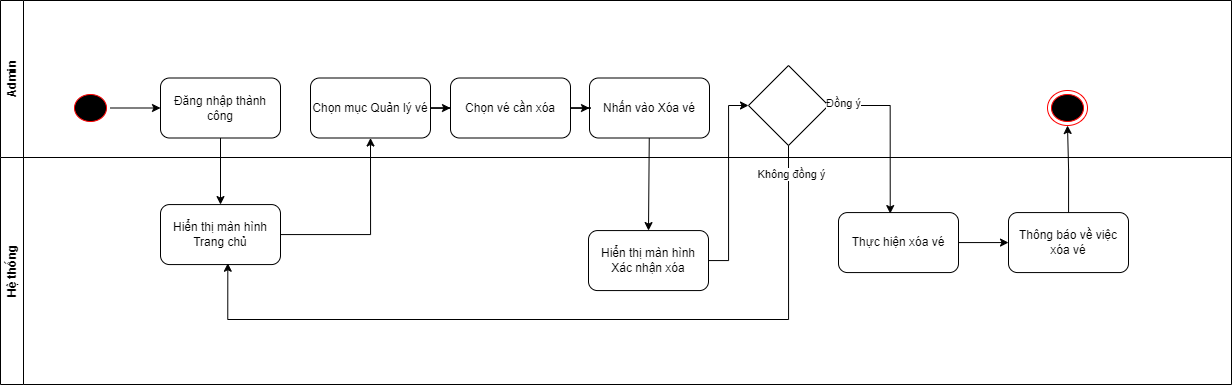 Admin
Đăng nhập thành
công
Chọn mục Quản lý vé
Chọn vé cần xóa
Nhấn vào Xóa vé
Đồng ý
Không đồng ý
Hệ thống
Hiển thị màn hình
Trang chủ
Hiển thị màn hình
Xác nhận xóa
Thực hiện xóa vé
Thông báo về việc
xóa vé